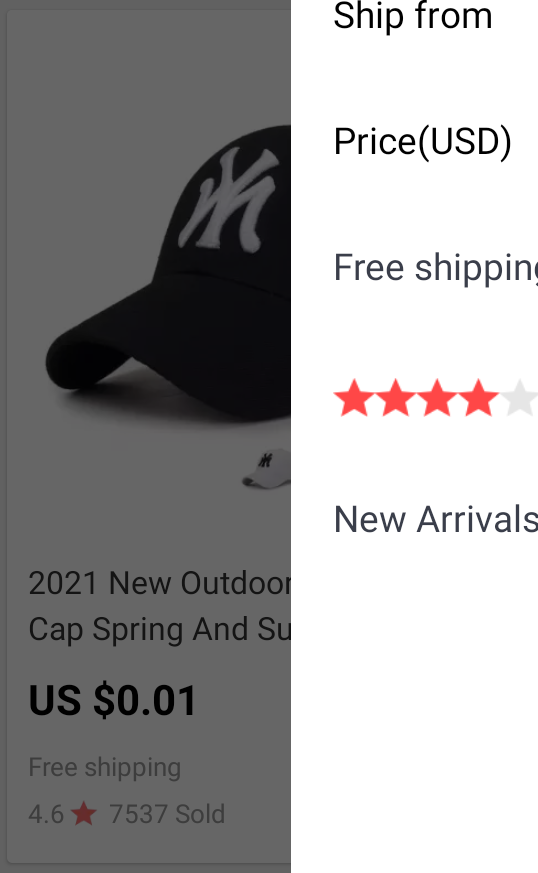 Ship from
Price(USD)
Free shipping
New Arrivals
2021 New Outdoor
Cap Spring And Su
US $0.01
Free shipping
4.6 7537 Sold